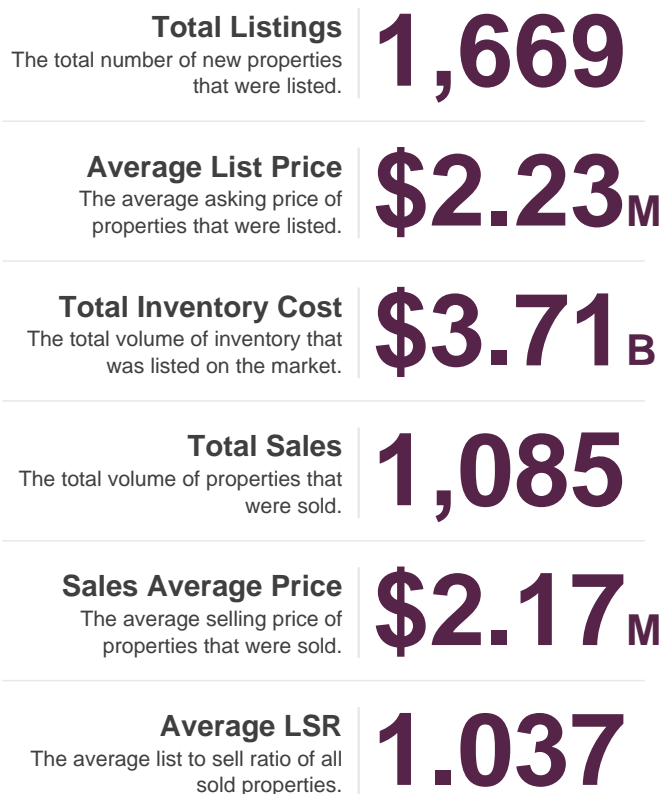 Total Listings
The total number of new properties
that were listed.
1,669
Average List Price
The average asking price of
properties that were listed.
$2.23M
Total Inventory Cost
The total volume of inventory that
was listed on the market.
$3.71B
Total Sales
The total volume of properties that
were sold.
1,085
Sales Average Price
The average selling price of
properties that were sold.
$2.17M
Average LSR
The average list to sell ratio of all
sold properties.
1.037